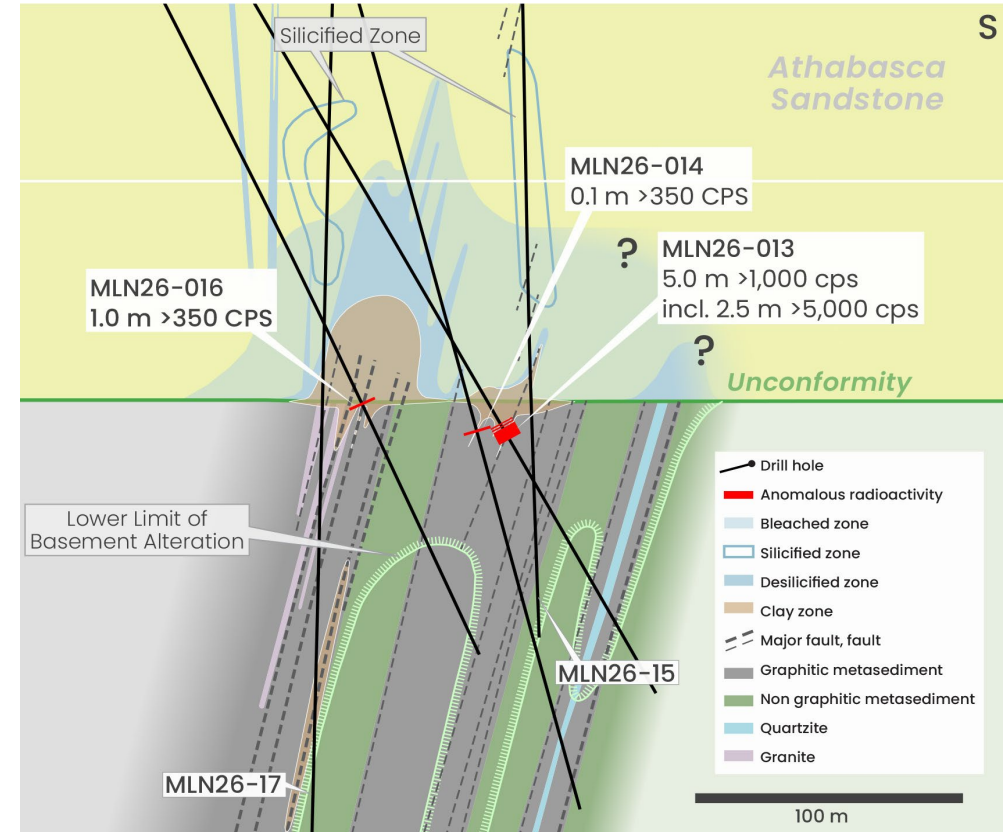 S
Silicified Zone
Athabasca
Sandstone
MLN26-014
0.1 m >350 CPS
?
MLN26-013
5.0 m >1,000 cps
incl. 2.5 m >5,000 cps
MLN26-016
1.0 m >350 CPS
?
Unconformity
Lower Limit of
Basement Alteration
Drill hole
Anomalous radioactivity
Bleached zone
Silicified zone
Desilicified zone
Clay zone
Major fault, fault
Graphitic metasediment
Non graphitic metasediment
Quartzite
Granite
MLN26-15
MLN26-17
100 m